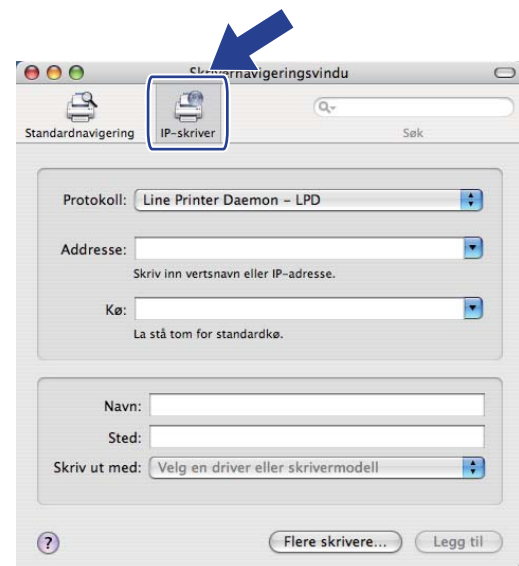 Skrivernavigeringsvindu
Standardnavigering IP-skriver Søk
Protokoll: Line Printer Daemon – LPD
Addresse:
Skriv inn vertsnavn eller IP-adresse.
Kø:
La stå tom for standardkø.
Navn:
Sted:
Skriv ut med: Velg en driver eller skrivermodell
? Flere skrivere... Legg til